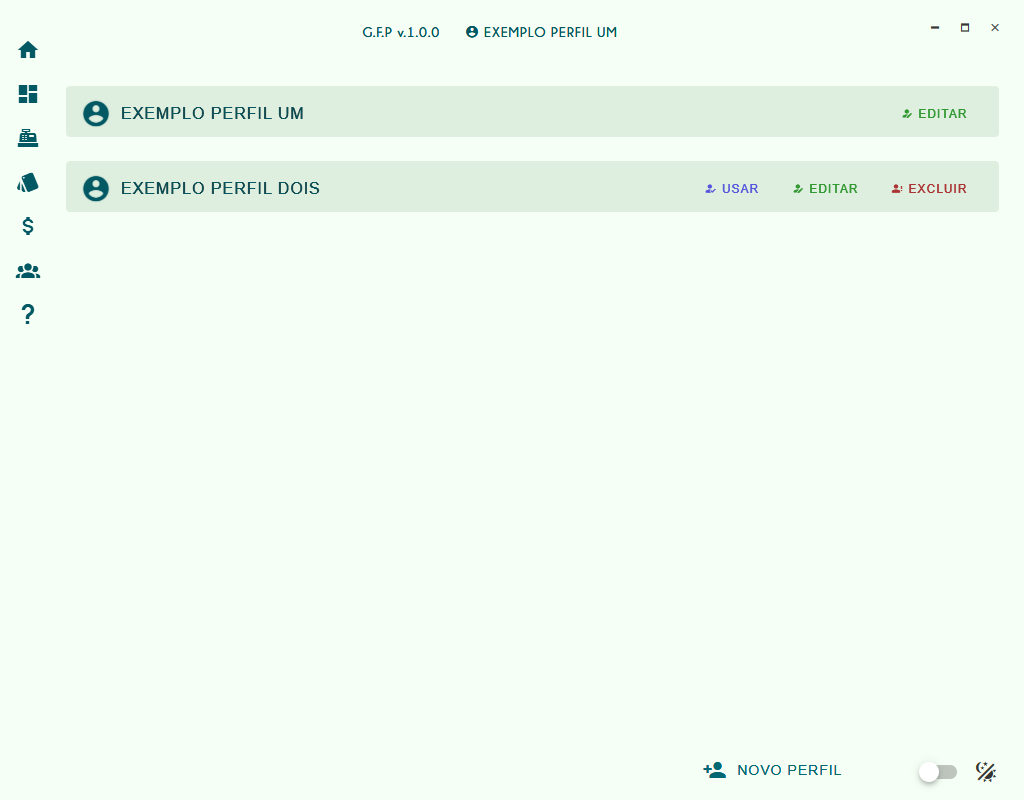 G.F.P v.1.0.0 EXEMPLO PERFIL UM
EXEMPLO PERFIL UM EDITAR
EXEMPLO PERFIL DOIS USAR EDITAR EXCLUIR
NOVO PERFIL